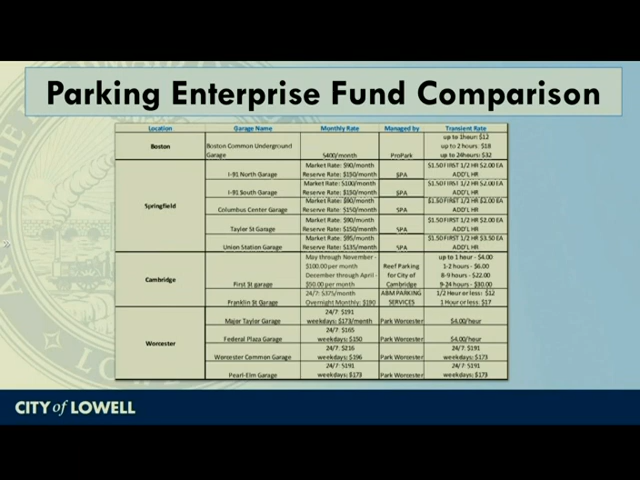 Parking Enterprise Fund Comparison
Location Garage Name Monthly Rate Managed by Transient Rate
Boston Boston Common Underground Garage $400/month ProPark up to 1hour: $12
up to 2 hours: $18
up to 24hours: $32
Springfield I-91 North Garage Market Rate: $90/month
Reserve Rate: $150/month SPA $1.50 FIRST 1/2 HR $2.00 EA
ADD'L HR
I-91 South Garage Market Rate: $100/month
Reserve Rate: $150/month SPA $1.50 FIRST 1/2 HR $2.00 EA
ADD'L HR
Columbus Center Garage Market Rate: $80/month
Reserve Rate: $150/month SPA $1.50 FIRST 1/2 HR $2.00 EA
ADD'L HR
Taylor St Garage Market Rate: $90/month
Reserve Rate: $150/month SPA $1.50 FIRST 1/2 HR $2.00 EA
ADD'L HR
Union Station Garage Market Rate: $95/month
Reserve Rate: $135/month SPA $1.50 FIRST 1/2 HR $3.50 EA
ADD'L HR
Cambridge First St garage May through November -
$100.00 per month
December through April -
$50.00 per month Reef Parking
for City of
Cambridge up to 1 hour - $4.00
1-2 hours - $6.00
8-9 hours - $22.00
9-24 hours - $30.00
Franklin St Garage 24/7: $375/month
Overnight Monthly: $190 ABM PARKING
SERVICES 1/2 Hour or less: $12
1 Hour or less: $17
Worcester Major Taylor Garage 24/7: $191
weekdays: $173/month Park Worcester $4.00/hour
Federal Plaza Garage 24/7: $165
weekdays: $150 Park Worcester $4.00/hour
Worcester Common Garage 24/7: $216
weekdays: $196 Park Worcester 24/7: $191
weekdays: $173
Pearl-Elm Garage 24/7: $191
weekdays: $173 Park Worcester 24/7: $191
weekdays: $173
CITY of LOWELL